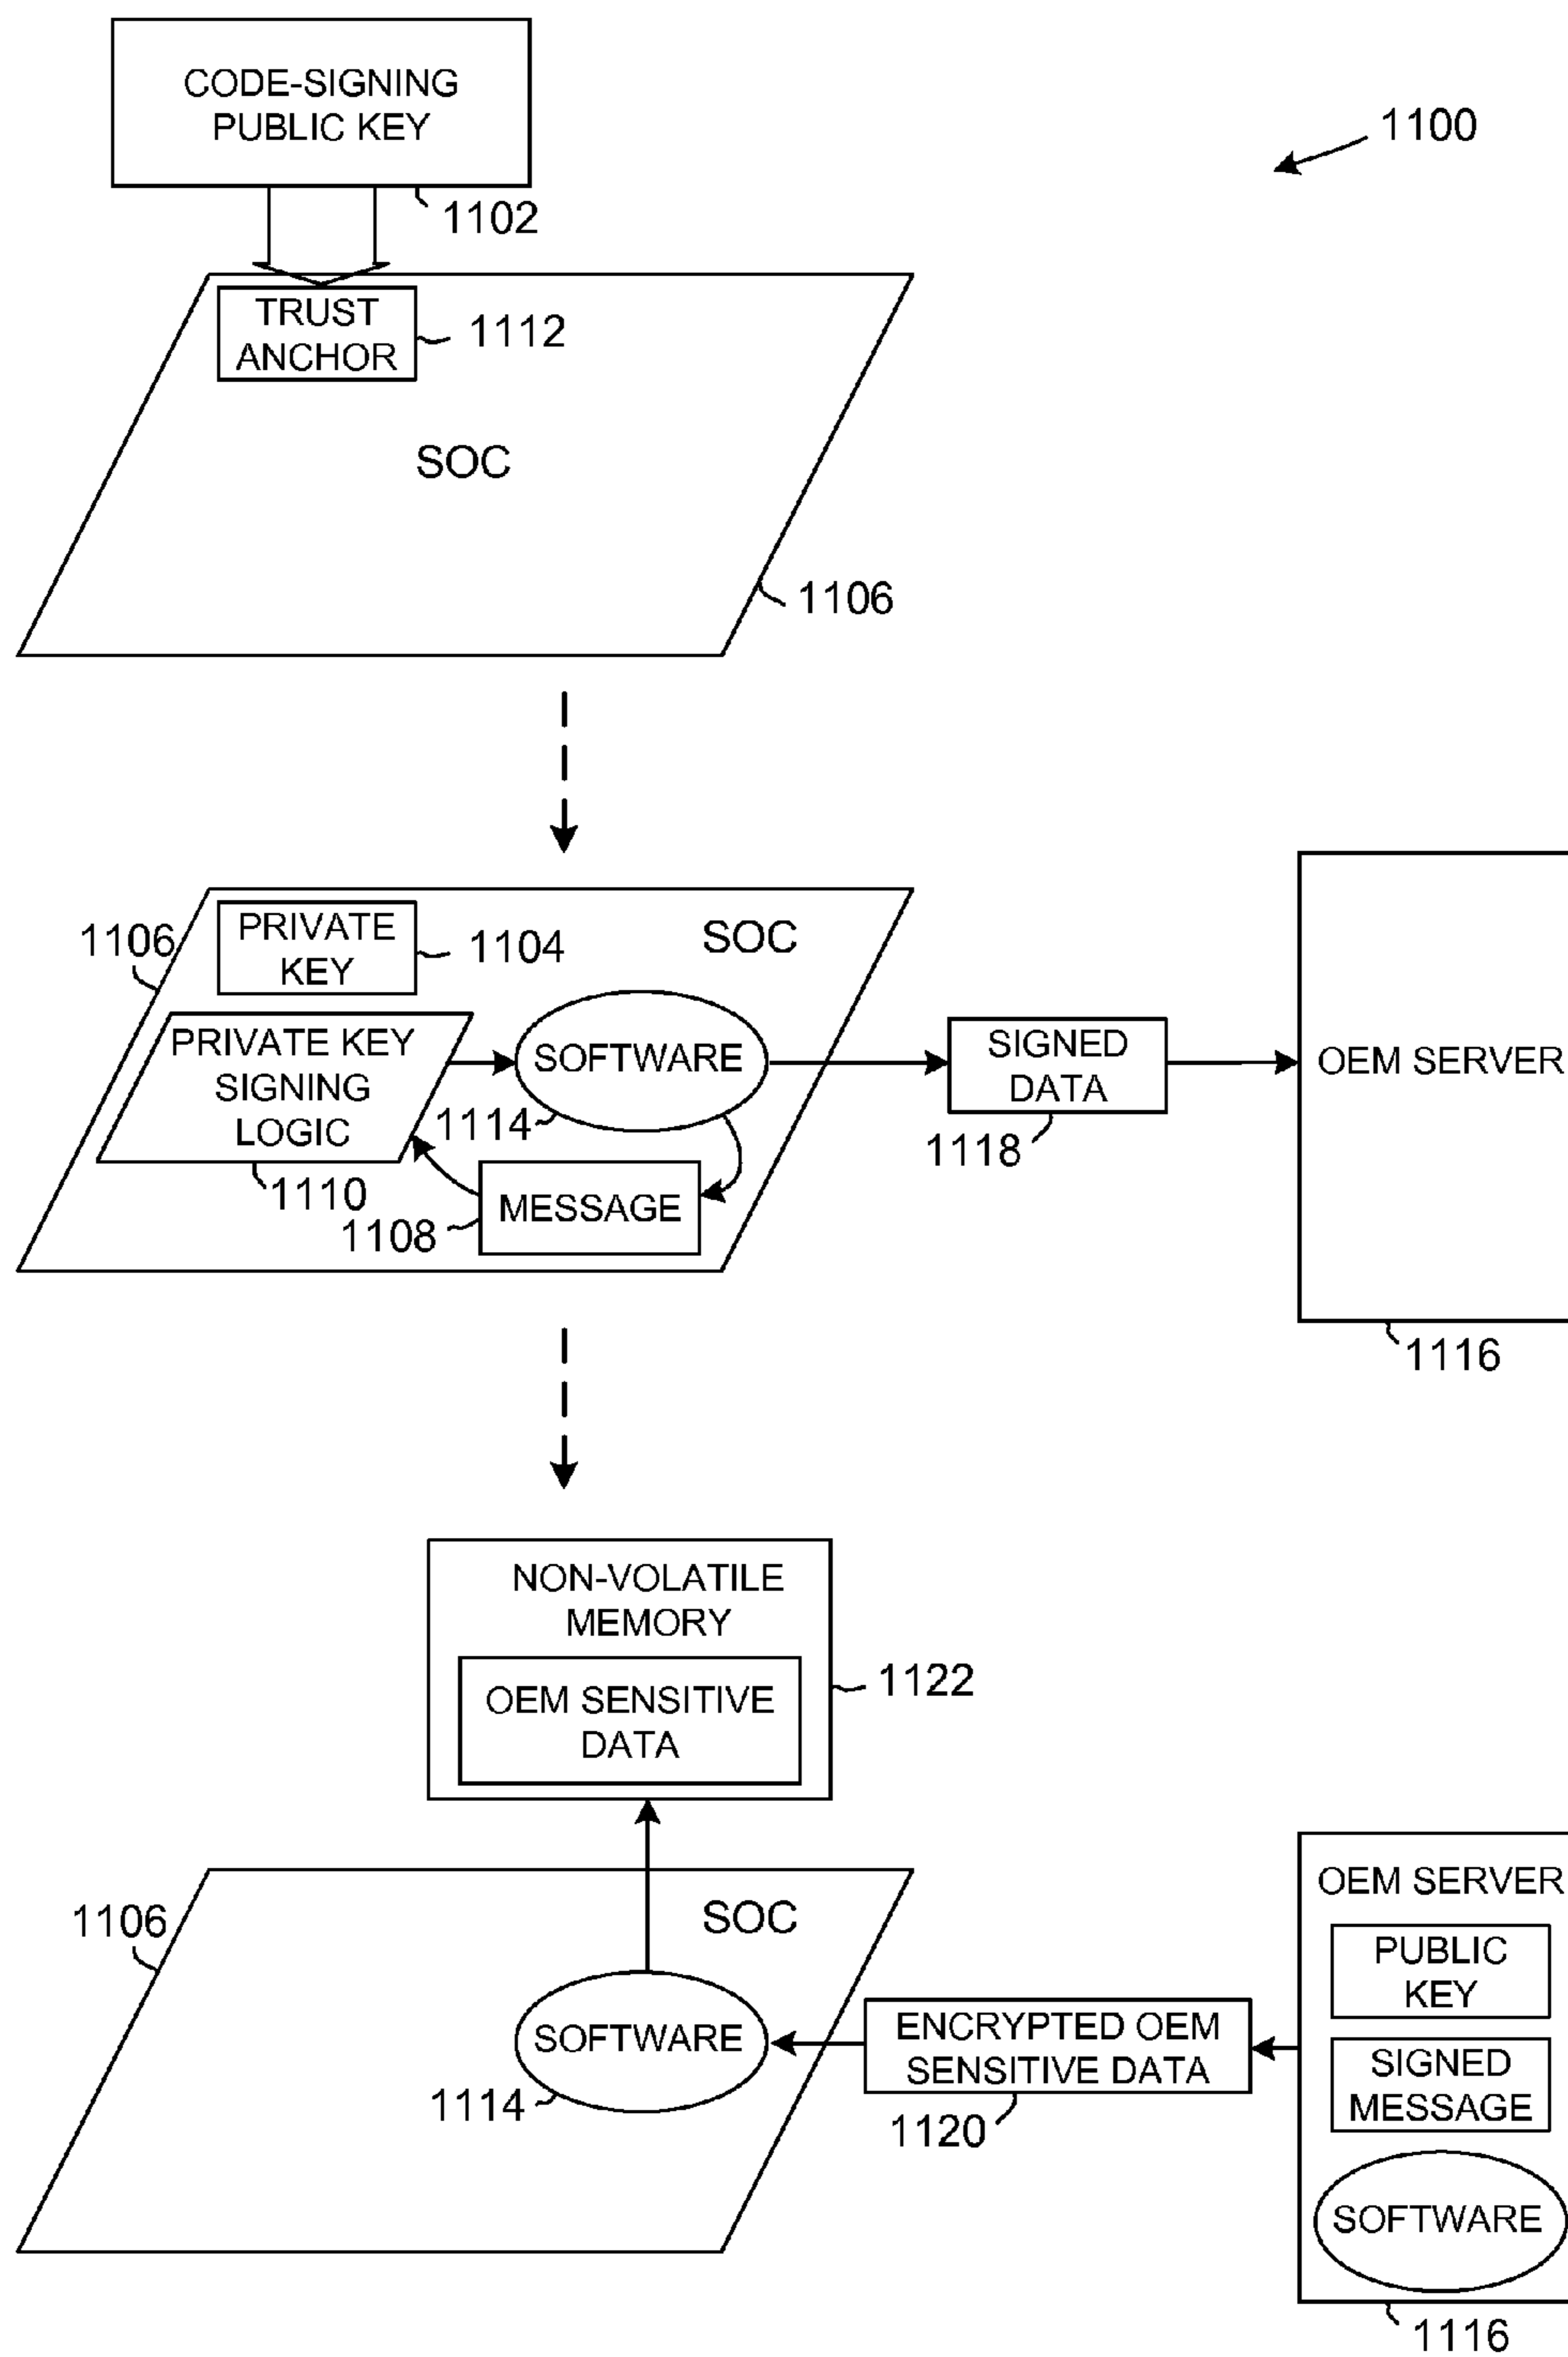 CODE-SIGNING
PUBLIC KEY
1100
1102
TRUST
ANCHOR
1112
SOC
1106
1106
PRIVATE
KEY
1104
SOC
PRIVATE KEY
SIGNING
LOGIC
SOFTWARE
SIGNED
DATA
OEM SERVER
1114
1118
1110
MESSAGE
1108
1116
NON-VOLATILE
MEMORY
OEM SENSITIVE
DATA
1122
1106
SOC
OEM SERVER
PUBLIC
KEY
SOFTWARE
ENCRYPTED OEM
SENSITIVE DATA
SIGNED
MESSAGE
1114
1120
SOFTWARE
1116